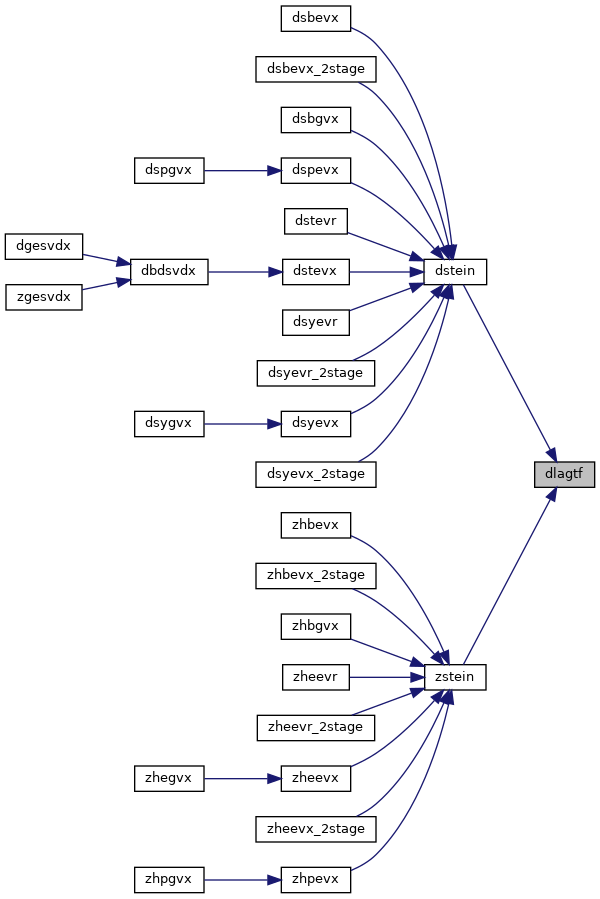 dsbevx
dsbevx_2stage
dsbgvx
dspgvx
dspevx
dstevr
dgesvdx
dbdsvdx
dstevx
dstein
zgesvdx
dsyevr
dsyevr_2stage
dsygvx
dsyevx
dsyevx_2stage
dlagtf
zhbevx
zhbevx_2stage
zhbgvx
zheevr
zstein
zheevr_2stage
zhegvx
zheevx
zheevx_2stage
zhpgvx
zhpevx